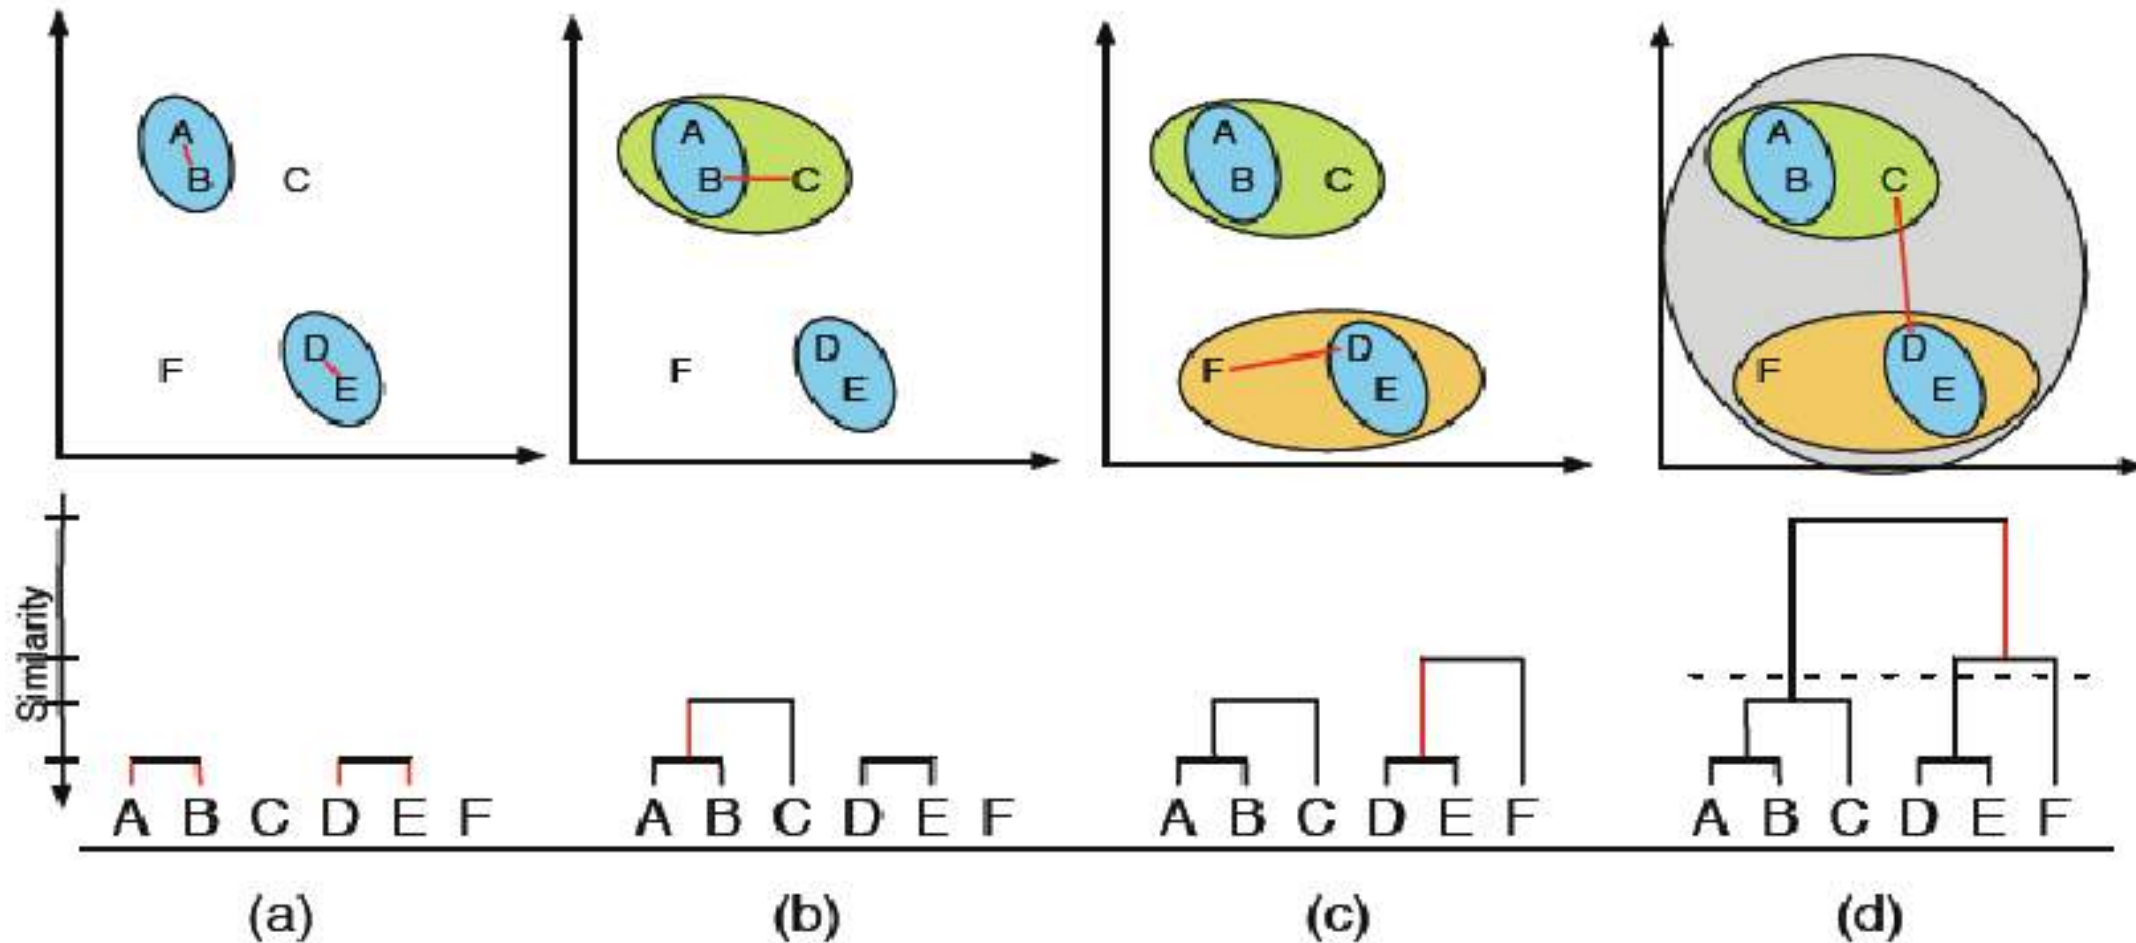 A A A A
B C B C B C B C
D D D D
F E F E F E F E
Similarity
A B C D E F A B C D E F A B C D E F A B C D E F
(a) (b) (c) (d)